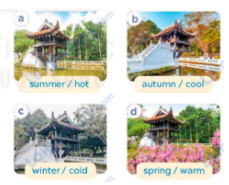 a
b
summer / hot
autumn / cool
c
d
winter / cold
spring / warm